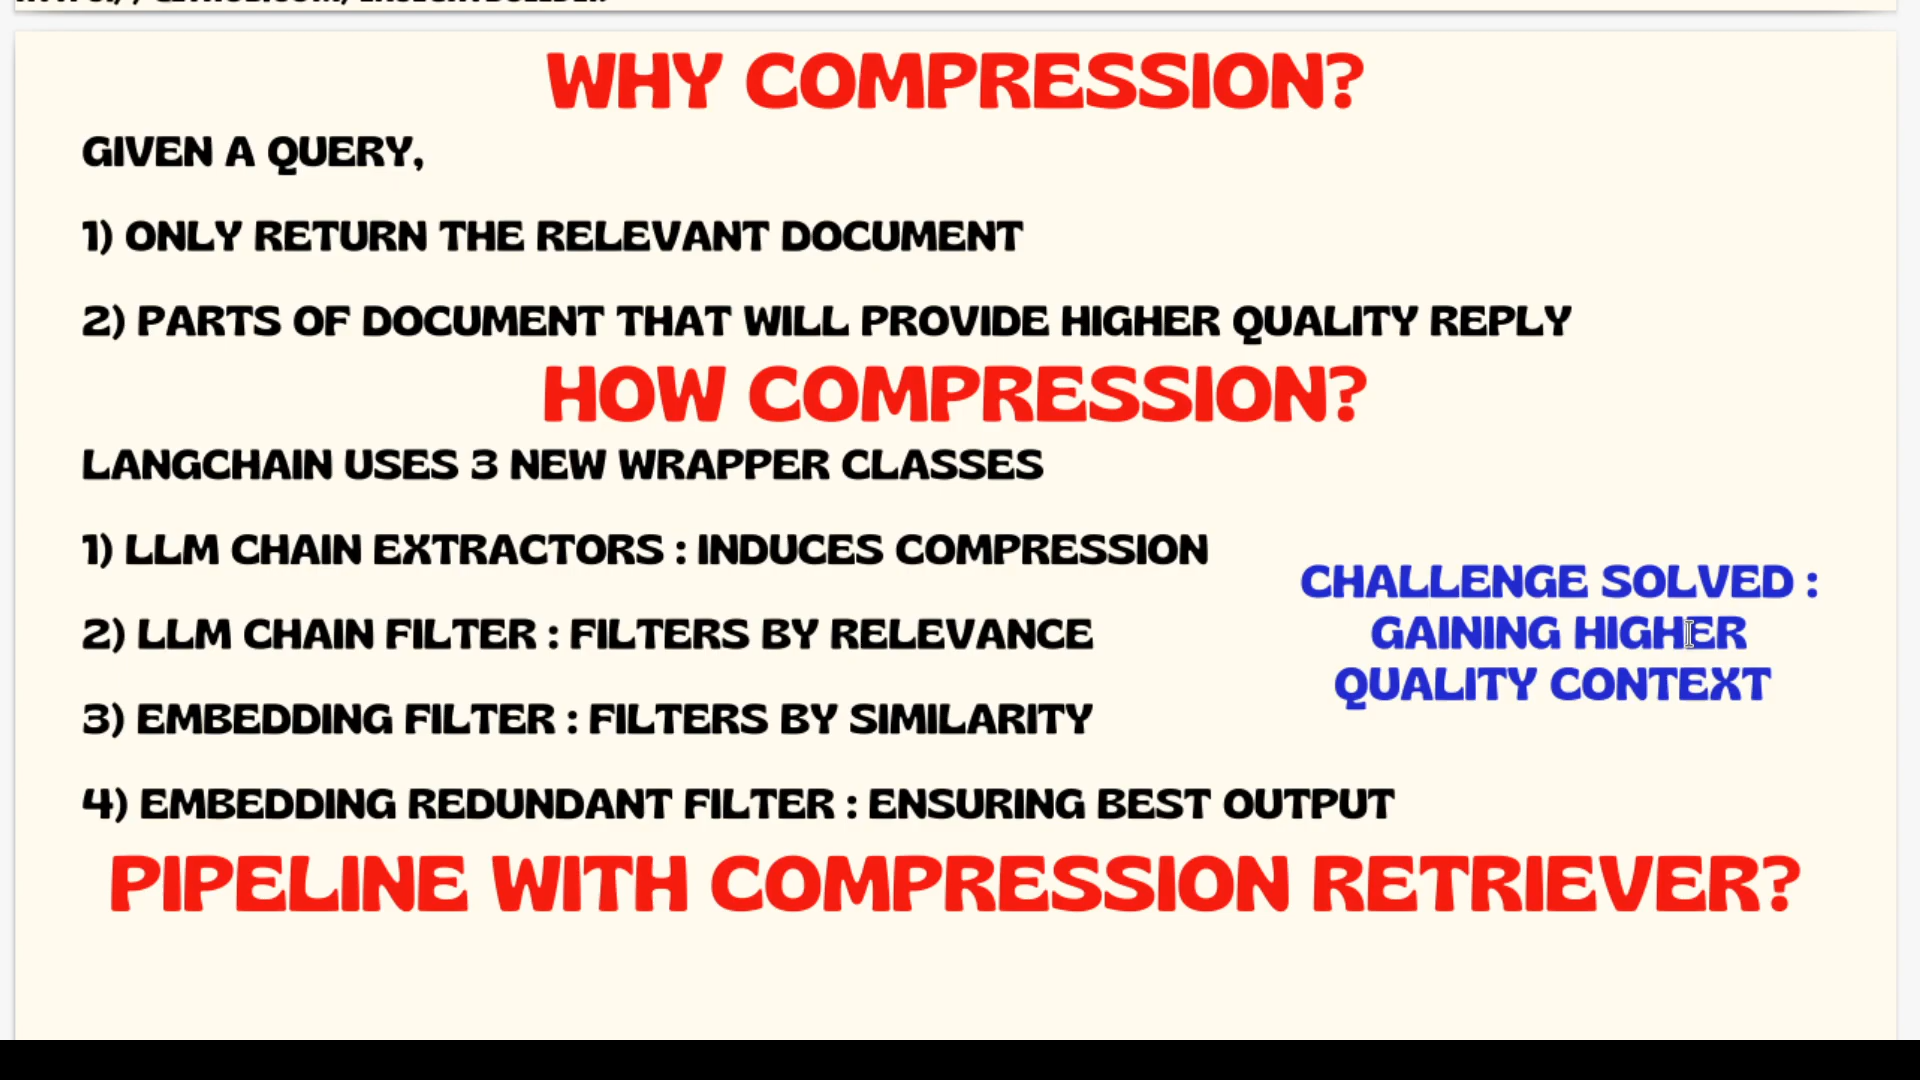 WHY COMPRESSION?
GIVEN A QUERY,
1) ONLY RETURN THE RELEVANT DOCUMENT
2) PARTS OF DOCUMENT THAT WILL PROVIDE HIGHER QUALITY REPLY
HOW COMPRESSION?
LANGCHAIN USES 3 NEW WRAPPER CLASSES
1) LLM CHAIN EXTRACTORS : INDUCES COMPRESSION
2) LLM CHAIN FILTER : FILTERS BY RELEVANCE
3) EMBEDDING FILTER : FILTERS BY SIMILARITY
4) EMBEDDING REDUNDANT FILTER : ENSURING BEST OUTPUT
CHALLENGE SOLVED :
GAINING HIGHER
QUALITY CONTEXT
PIPELINE WITH COMPRESSION RETRIEVER?